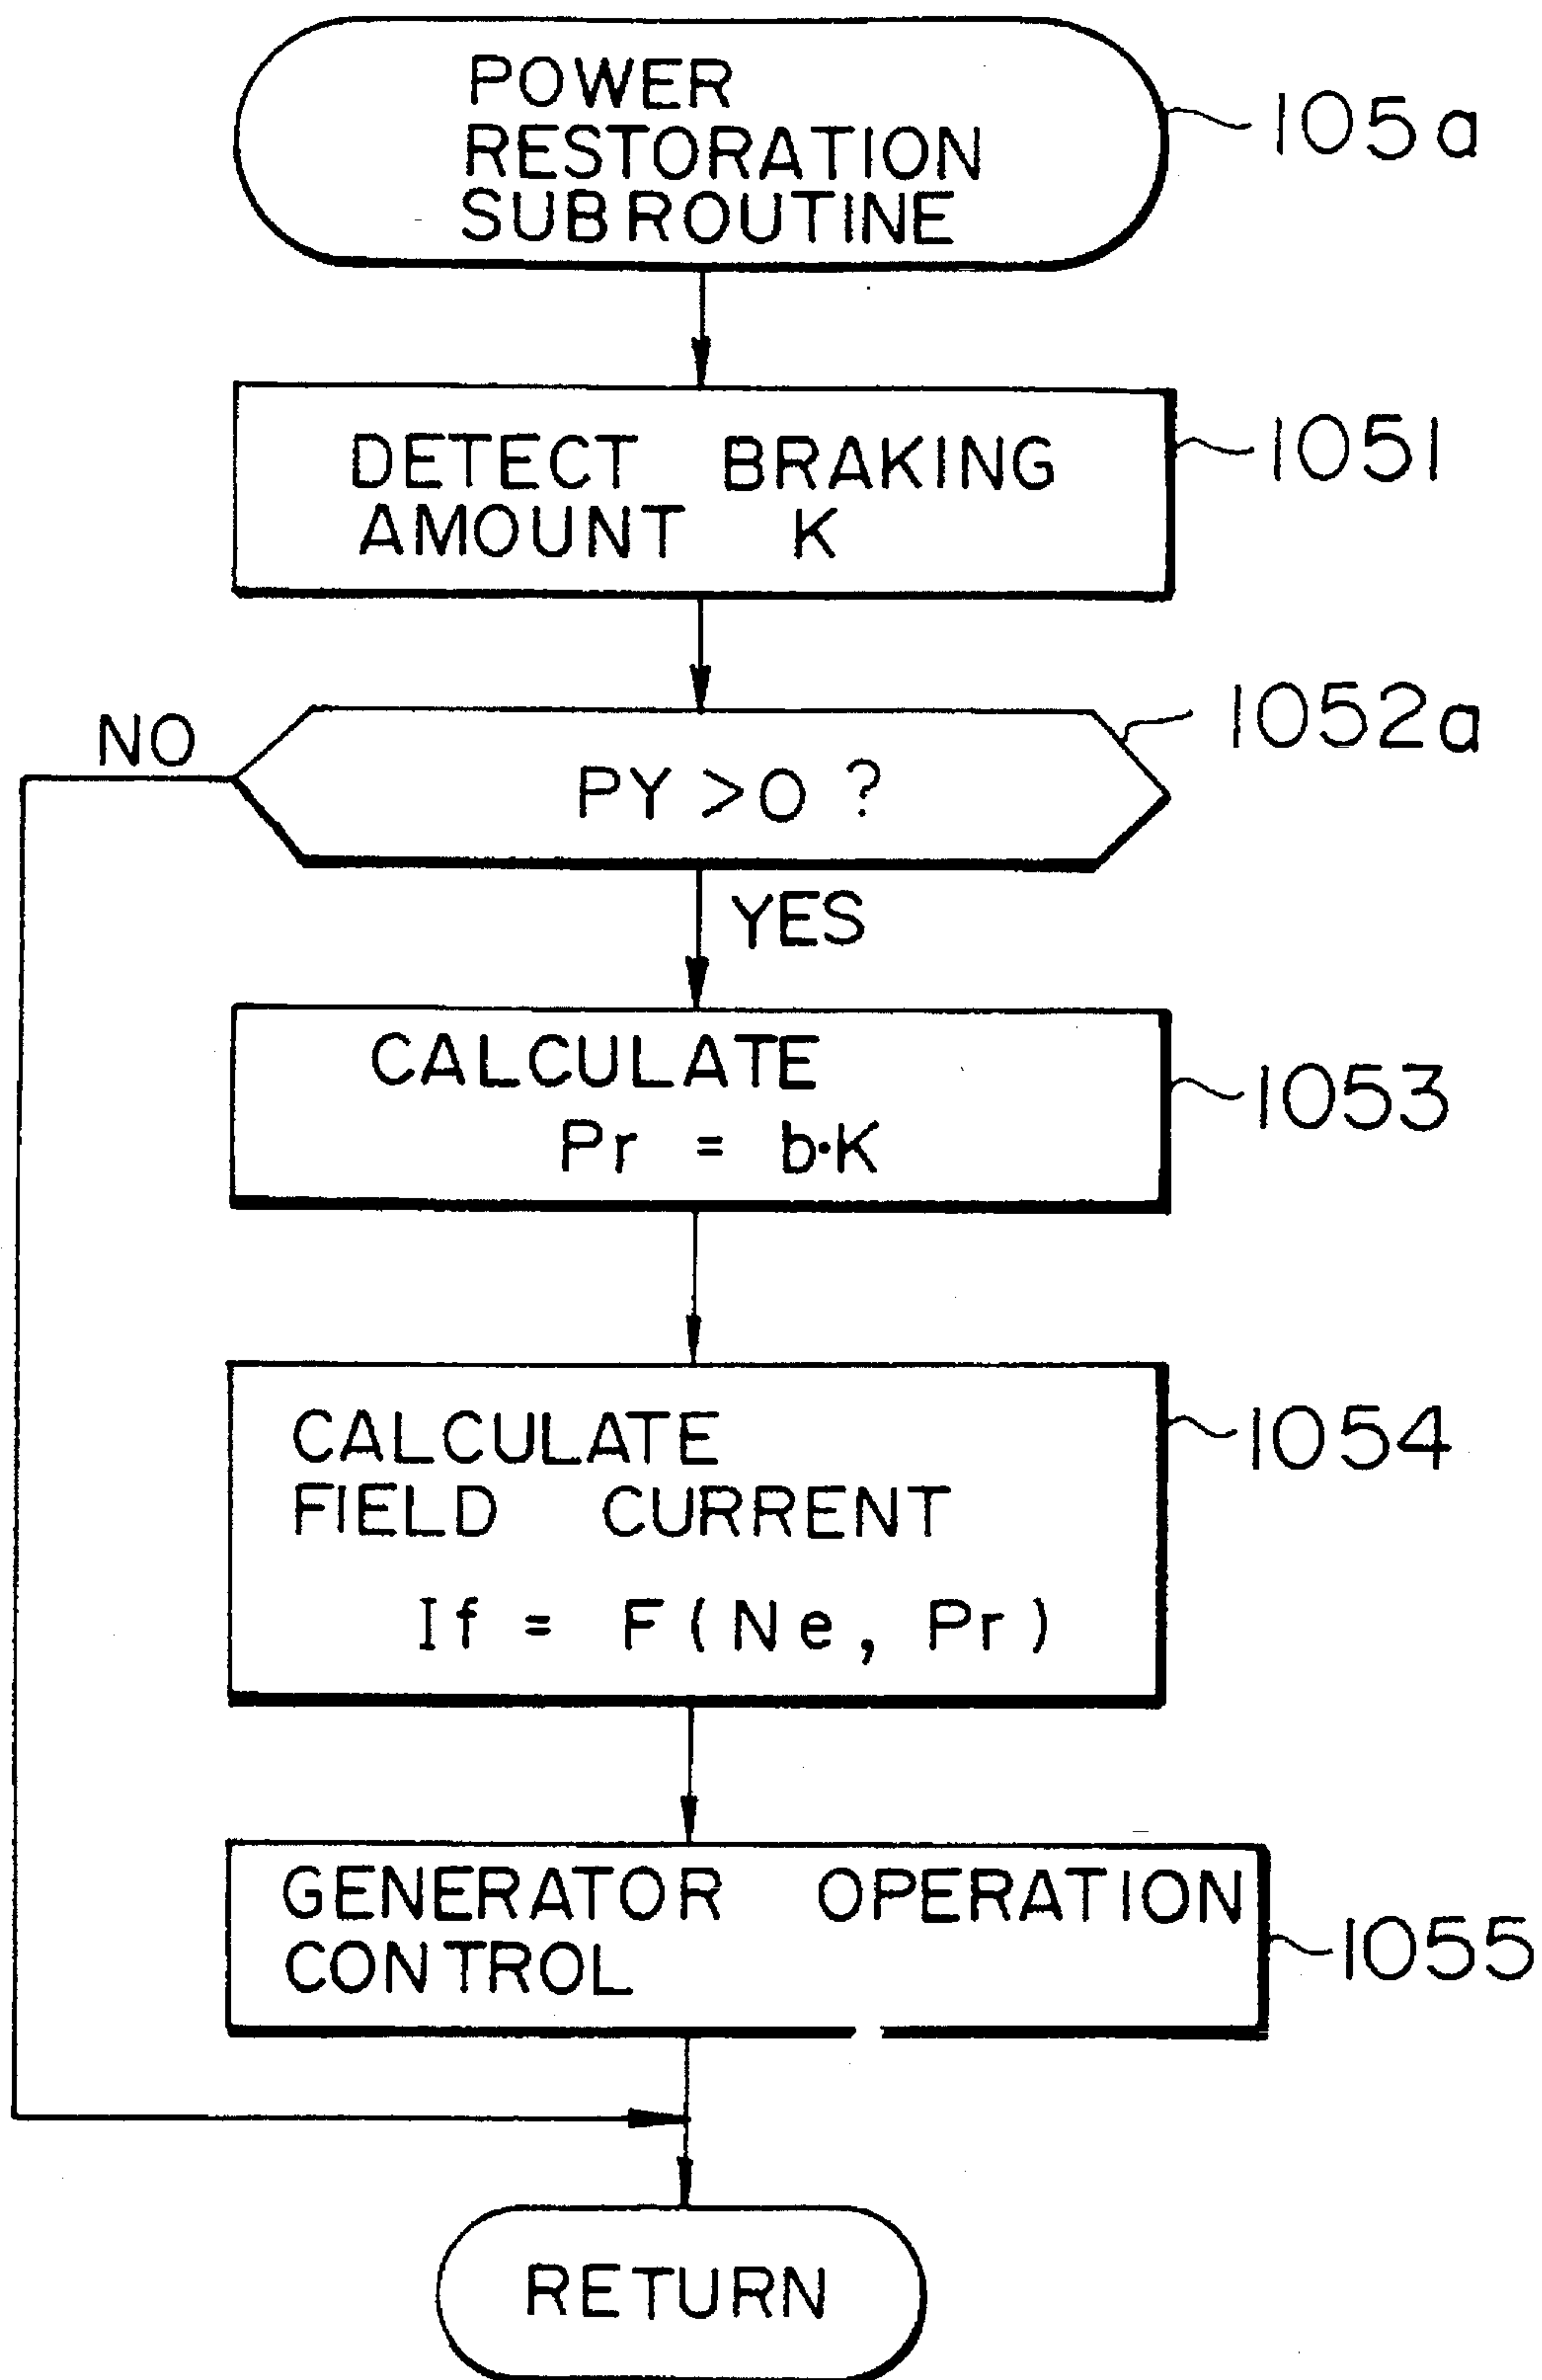 POWER
RESTORATION
SUBROUTINE
105a
DETECT BRAKING
AMOUNT K
1051
NO
1052a
PY > 0 ?
YES
CALCULATE
Pr = b·K
1053
CALCULATE
FIELD CURRENT
If = F(Ne, Pr)
1054
GENERATOR OPERATION
CONTROL
1055
RETURN